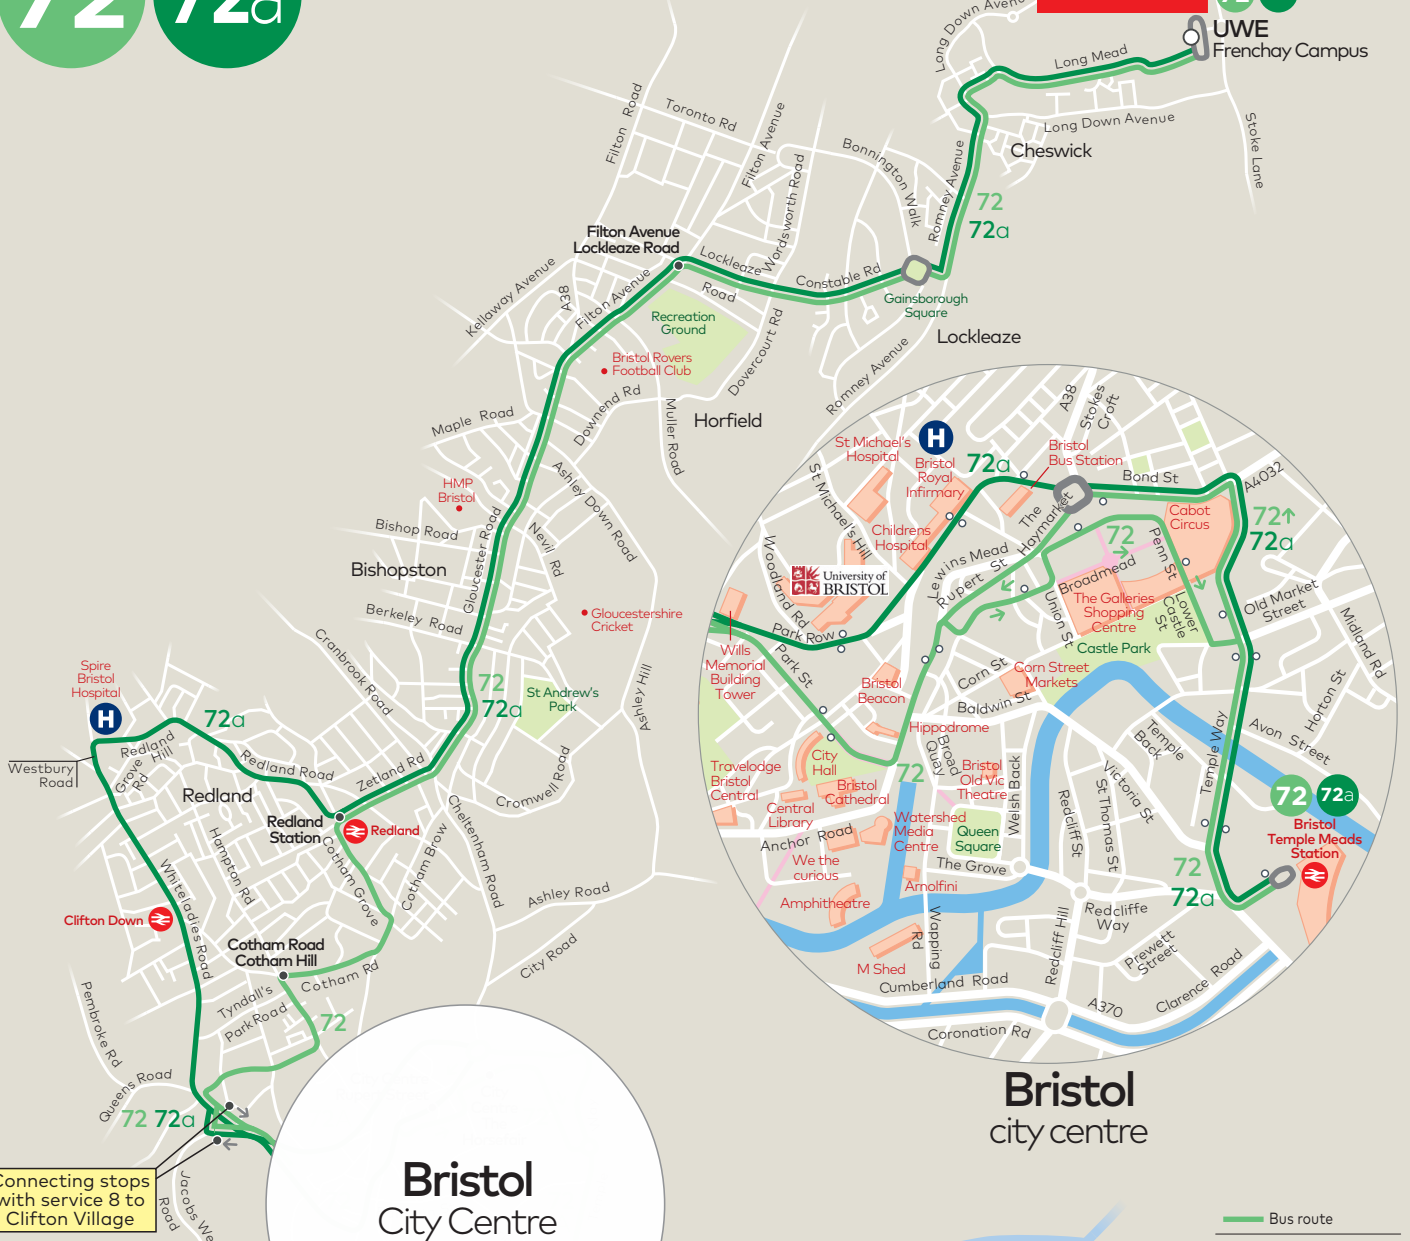 72
72a
UWE
Frenchay Campus
Long Down Avenue
Long Mead
Long Down Avenue
Stoke Lane
Cheswick
Filton Road
Toronto Rd
Filton Avenue
Wordsworth Road
Bonnington Walk
Romney Avenue
72
72a
Filton Avenue
Lockleaze Road
Lockleaze
Road
Constable Rd
Gainsborough
Square
Lockleaze
Romney Avenue
Kellaway Avenue
A38
Filton Avenue
Recreation
Ground
Bristol Rovers
Football Club
Dovercourt Rd
Downend Rd
Muller Road
Horfield
Maple Road
HMP
Bristol
Bishop Road
Gloucester Road
Nevil Rd
Ashley Down Road
Bishopston
Berkeley Road
Gloucestershire
Cricket
Cranbrook Road
Spire
Bristol
Hospital
H
72a
72
72a
St Andrew's
Park
Ashley Hill
Westbury
Road
Redland
Hill
Grove
Rd
Redland Road
Zetland Rd
Cromwell Road
Redland
Redland
Station
Redland
Hampton Rd
Cotham Grove
Cotham Brow
Cheltenham Road
Ashley Road
Whiteladies Road
Clifton Down
Cotham Road
Cotham Hill
Cotham Rd
City Road
Tyndall's
Park Road
72
Pembroke Rd
Queens Road
72 72a
Connecting stops
with service 8 to
Clifton Village
Jacobs We
Road
Bristol
City Centre
A38
Stokes
Croft
St Michael's
Hospital
H
Bristol
Royal
Infirmary
72a
Bristol
Bus Station
Bond St
A4032
St Michael's Hill
Childrens
Hospital
The
Haymarket
Cabot
Circus
72
72
72a
Lewins Mead
Rupert St
Penn St
Broadmead
Woodland Rd
University of
BRISTOL
Union St
The Galleries
Shopping
Centre
Lower
Castle
St
Old Market
Street
Midland Rd
Park Row
Castle Park
Wills
Memorial
Building
Tower
Park St
Corn St
Corn Street
Markets
Bristol
Beacon
Baldwin St
Horton St
Hippodrome
Temple
Back
Avon Street
Broad
Quay
72
City
Hall
Travelodge
Bristol
Central
Bristol
Cathedral
Bristol
Old Vic
Theatre
Welsh Back
Victoria St
Temple Way
St Thomas St
Redcliff St
72
72a
Bristol
Temple Meads
Station
Central
Library
Watershed
Media
Centre
Queen
Square
Anchor Road
We the
curious
The Grove
Arnolfini
72
72a
Amphitheatre
Redcliffe
Way
Wapping
Rd
Redcliff Hill
Prewett
Street
M Shed
Cumberland Road
Clarence Road
A370
Coronation Rd
Bristol
city centre
Bus route